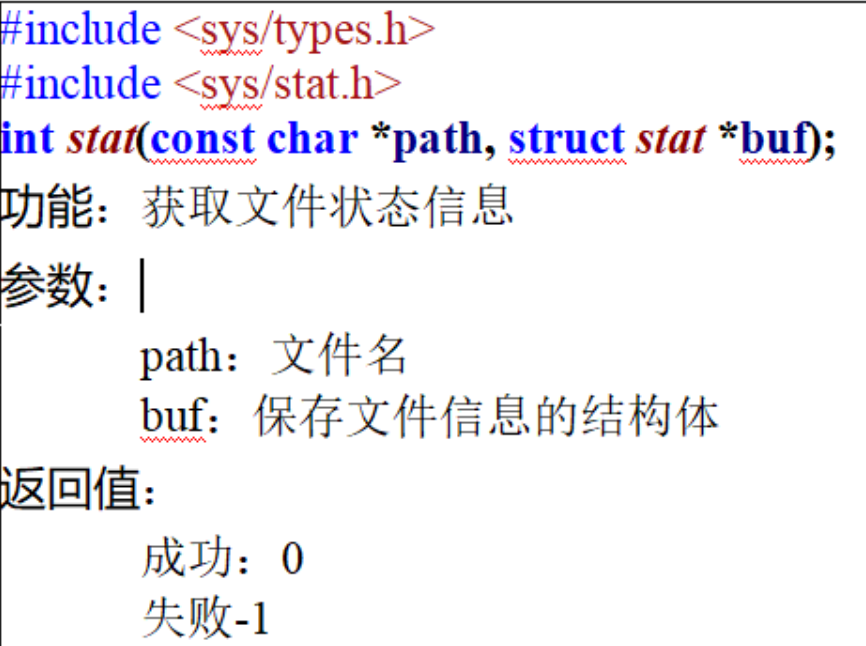 #include <sys/types.h>
#include <sys/stat.h>
int stat(const char *path, struct stat *buf);
功能：获取文件状态信息
参数：
path：文件名
buf：保存文件信息的结构体
返回值：
成功：0
失败-1